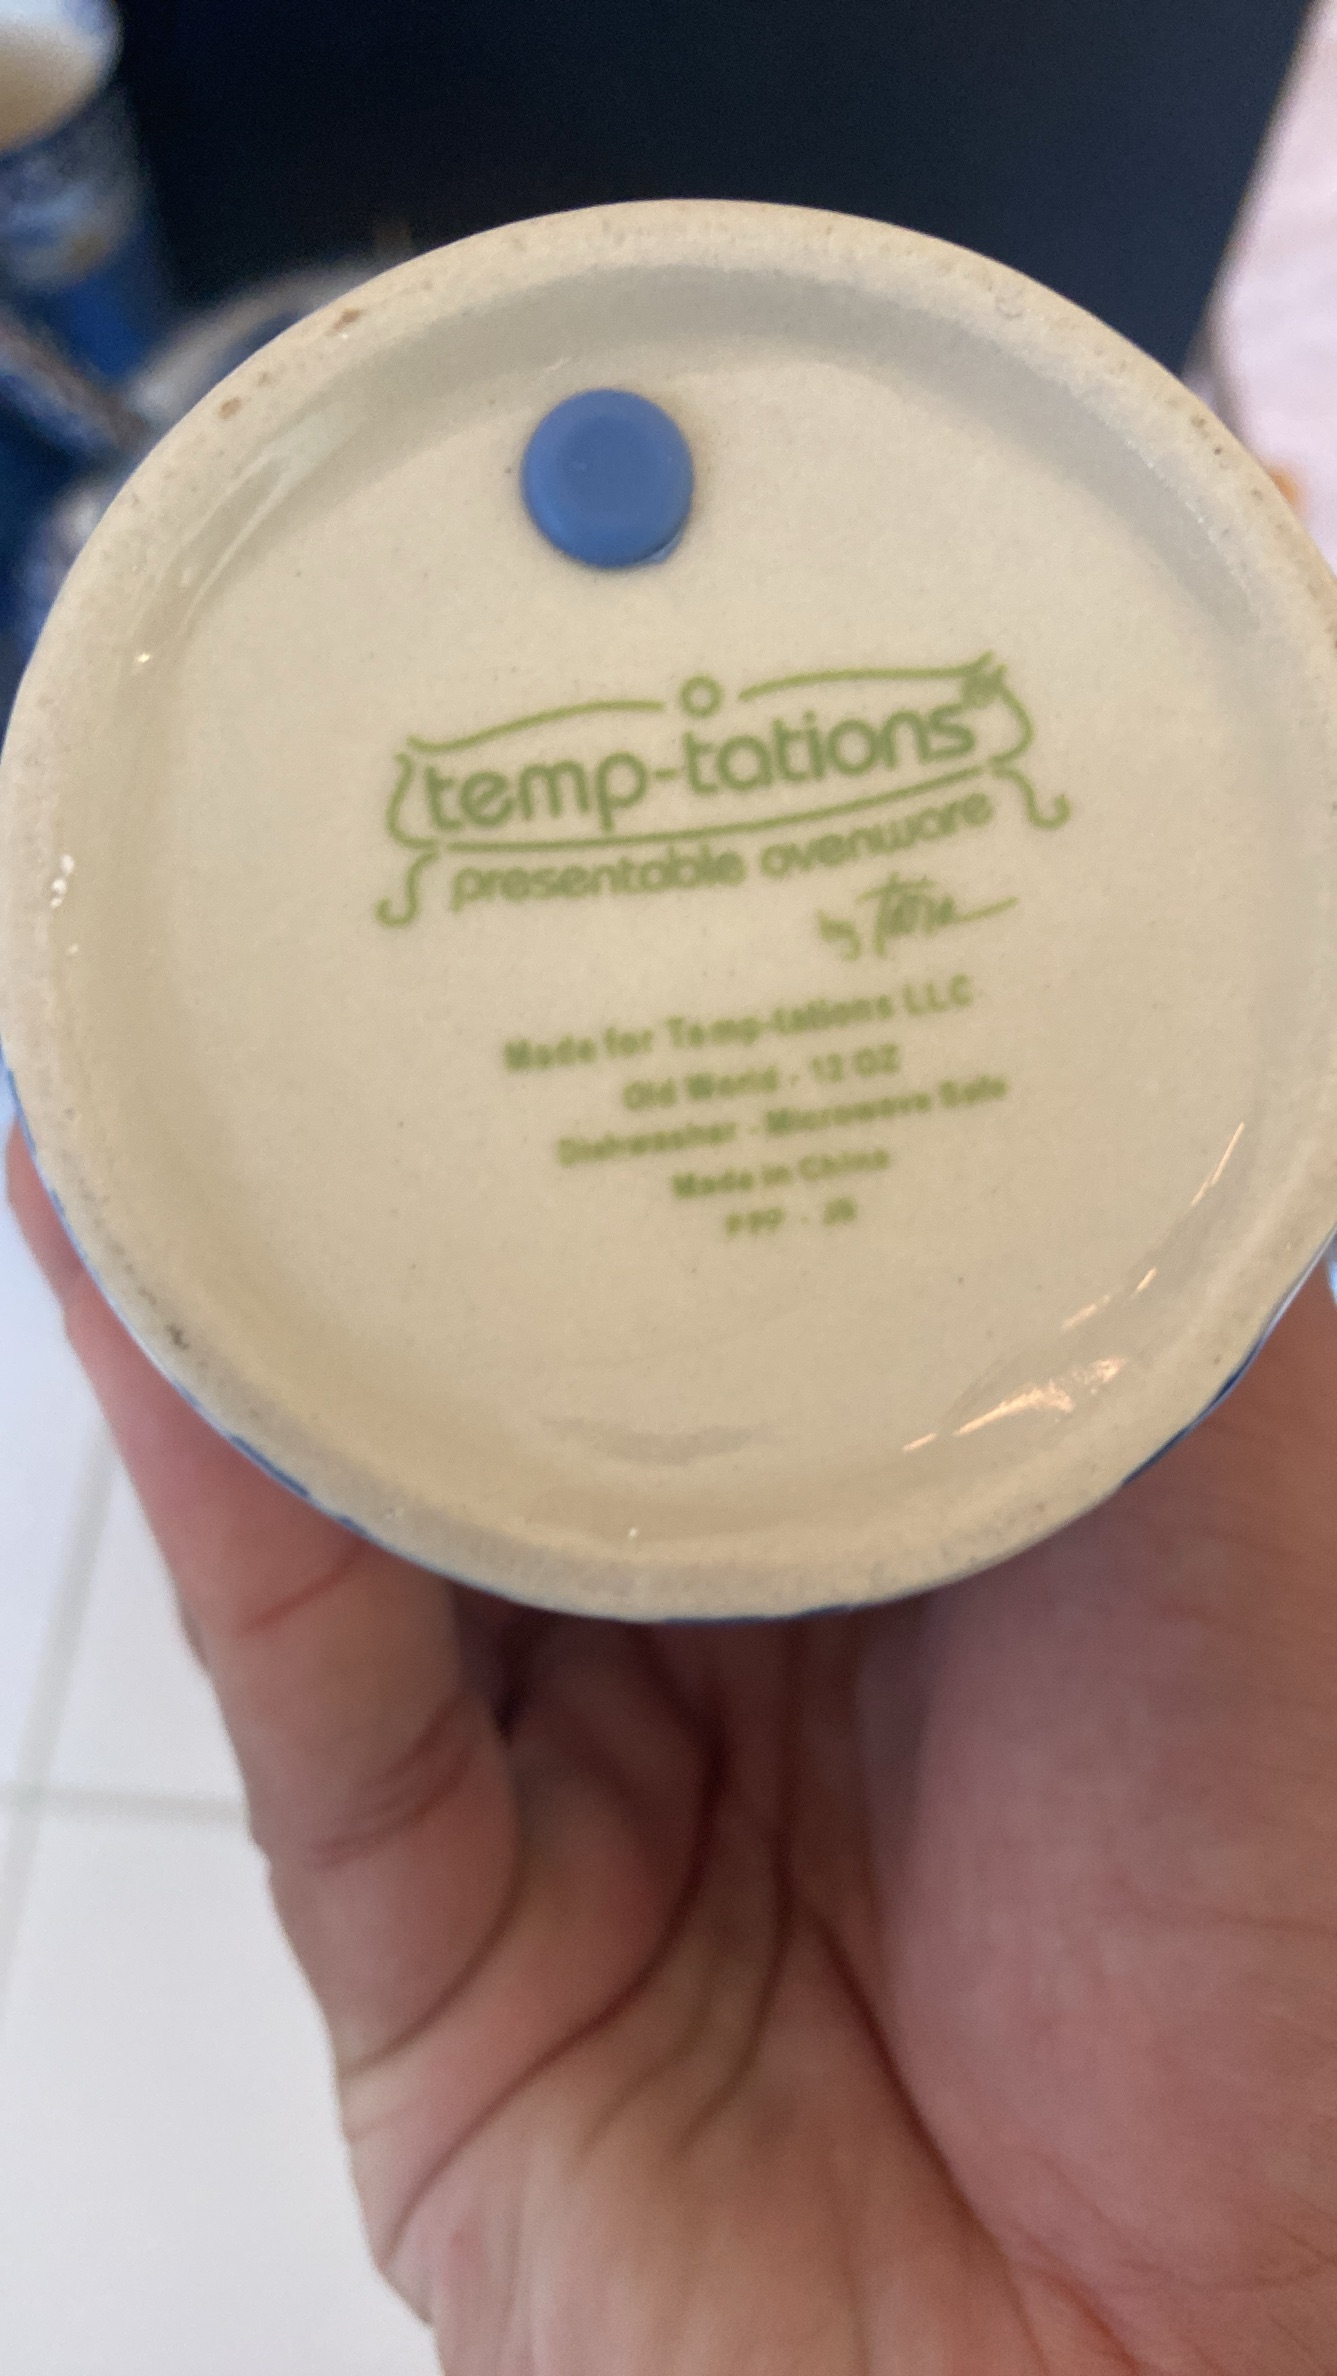 temp-tations®
presentable ovenware
by Tara
Made for Temp-tations LLC
Old World - 12 OZ
Dishwasher - Microwave Safe
Made in China